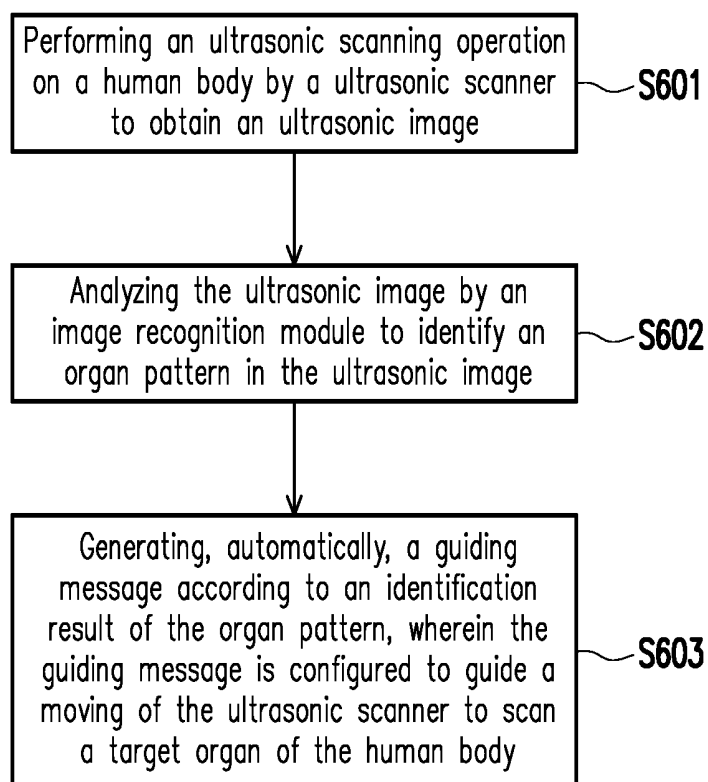 Performing an ultrasonic scanning operation
on a human body by a ultrasonic scanner
to obtain an ultrasonic image
S601
Analyzing the ultrasonic image by an
image recognition module to identify an
organ pattern in the ultrasonic image
S602
Generating, automatically, a guiding
message according to an identification
result of the organ pattern, wherein the
guiding message is configured to guide a
moving of the ultrasonic scanner to scan
a target organ of the human body
S603